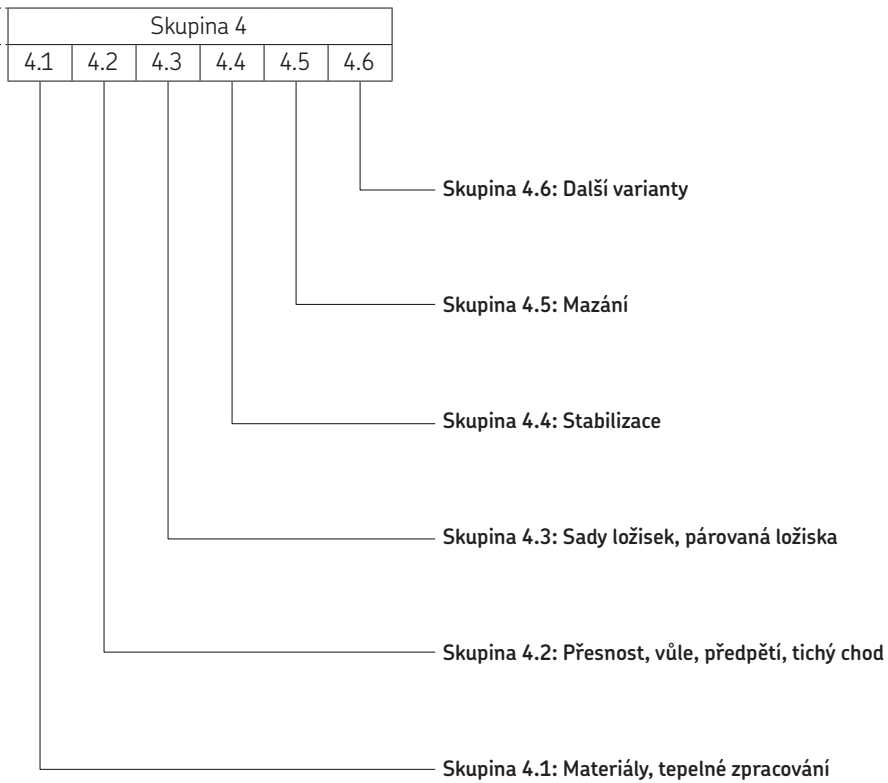 Skupina 4
4.1 4.2 4.3 4.4 4.5 4.6
Skupina 4.6: Další varianty
Skupina 4.5: Mazání
Skupina 4.4: Stabilizace
Skupina 4.3: Sady ložisek, párovaná ložiska
Skupina 4.2: Přesnost, vůle, předpětí, tichý chod
Skupina 4.1: Materiály, tepelné zpracování